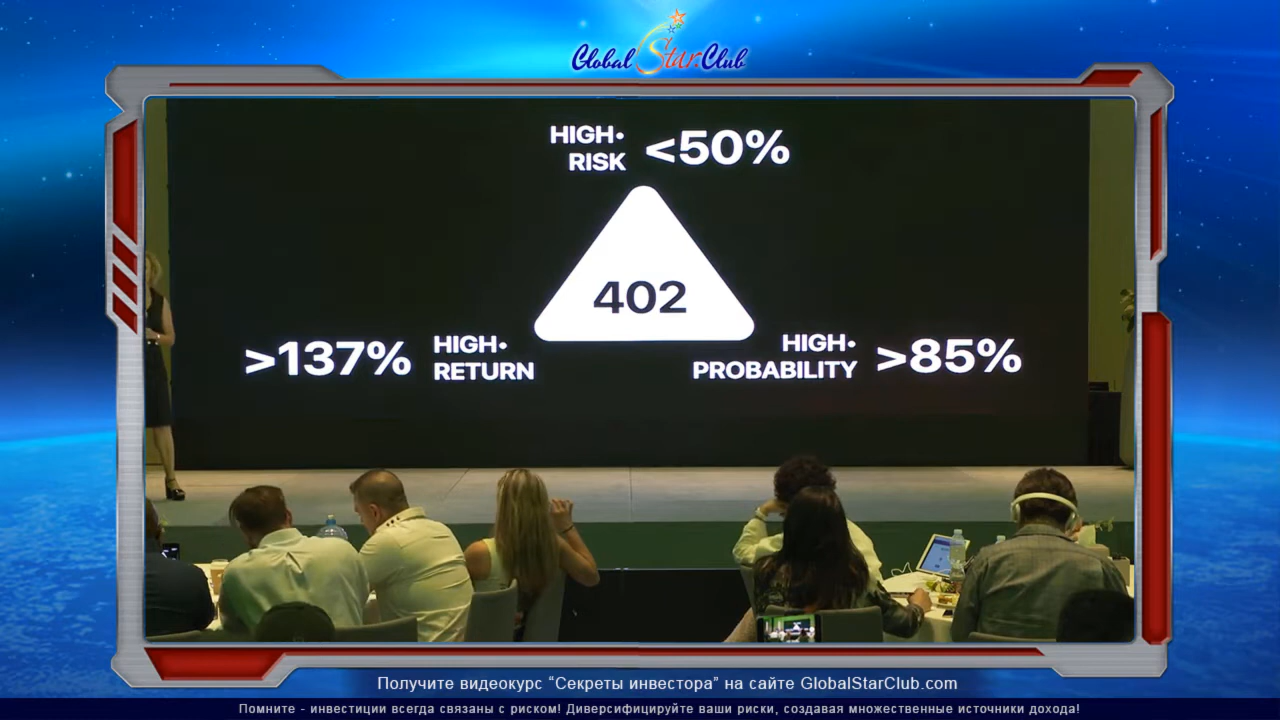 Global Star Club
HIGH•
RISK
<50%
402
>137%
HIGH•
RETURN
HIGH•
PROBABILITY
>85%
Получите видеокурс “Секреты инвестора” на сайте GlobalStarClub.com
Помните - инвестиции всегда связаны с риском! Диверсифицируйте ваши риски, создавая множественные источники дохода!